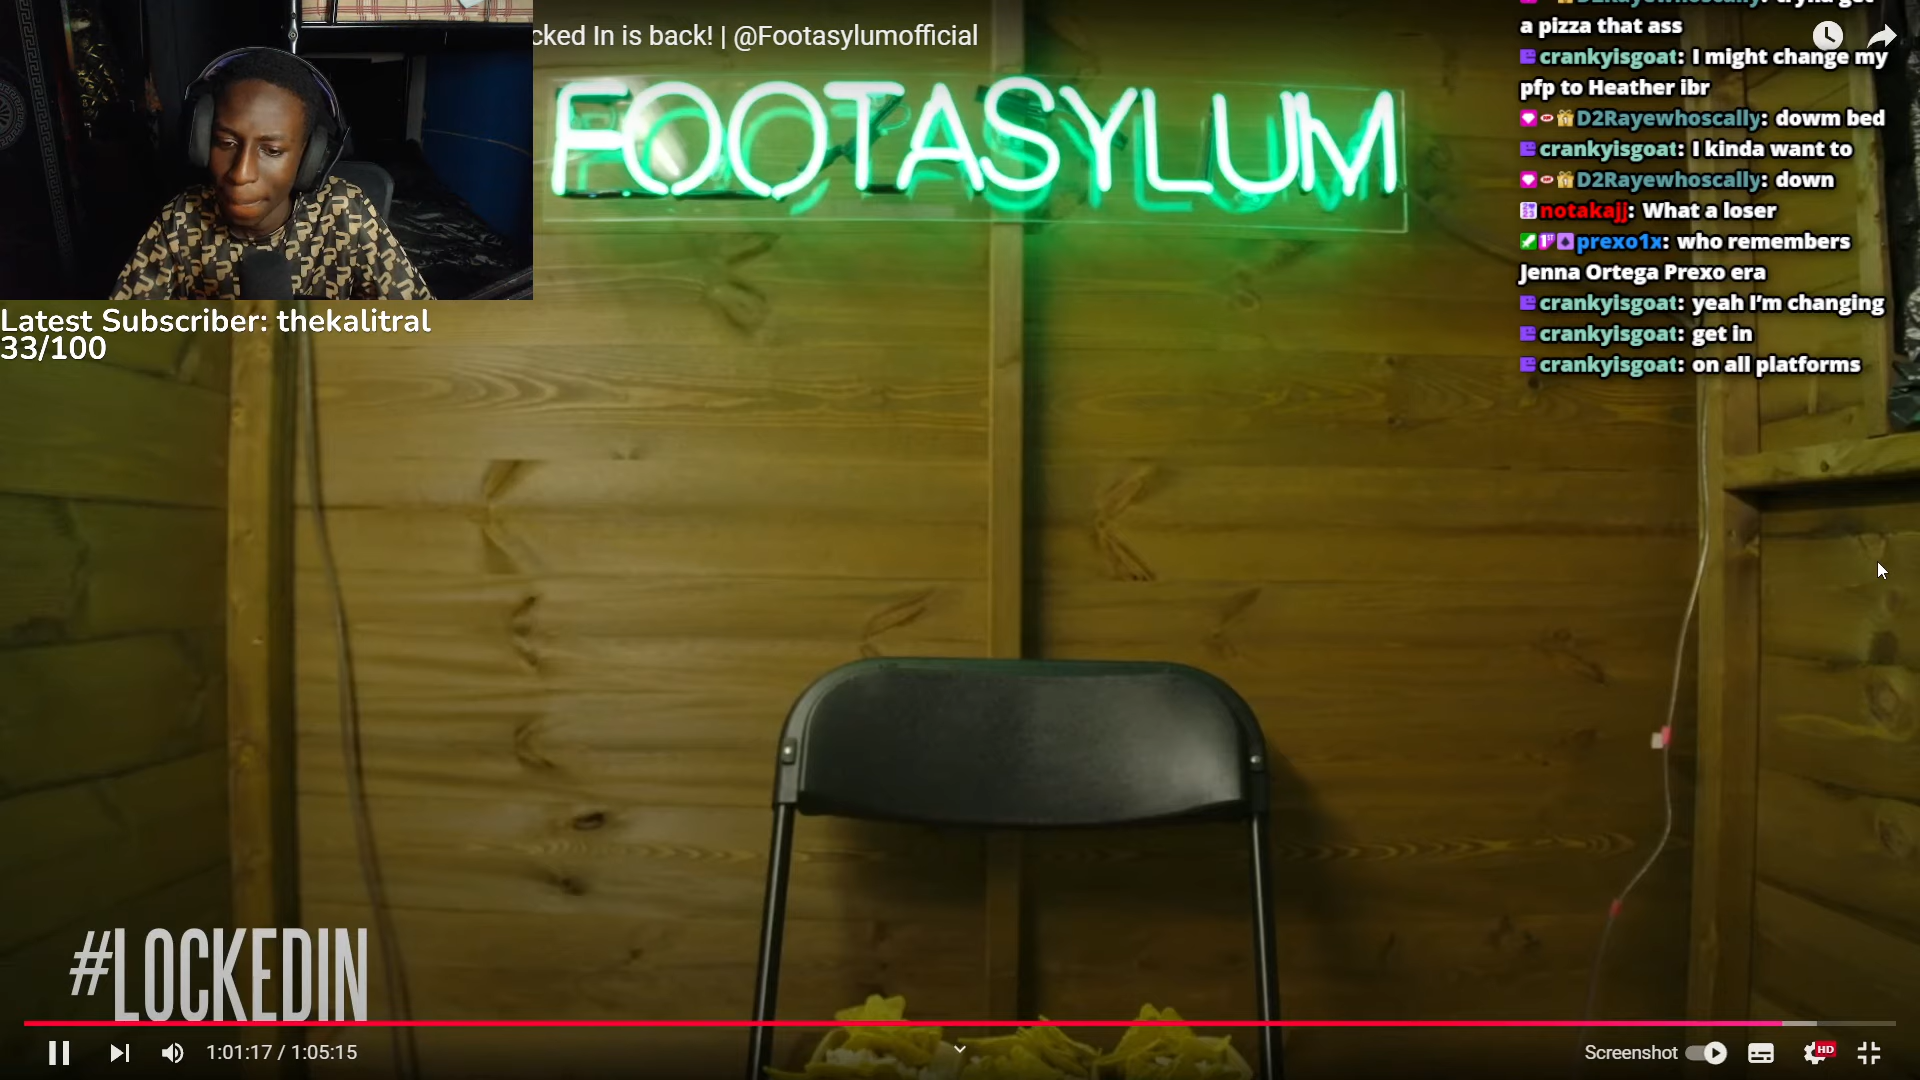 cked In is back! | @Footasylumofficial
FOOTASYLUM
Latest Subscriber: thekalitral
33/100
a pizza that ass
crankyisgoat: I might change my
pfp to Heather ibr
D2Rayewhoscally: dowm bed
crankyisgoat: I kinda want to
D2Rayewhoscally: down
notakajj: What a loser
prexo1x: who remembers
Jenna Ortega Prexo era
crankyisgoat: yeah I'm changing
crankyisgoat: get in
crankyisgoat: on all platforms
#LOCKEDIN
1:01:17 / 1:05:15
Screenshot
HD